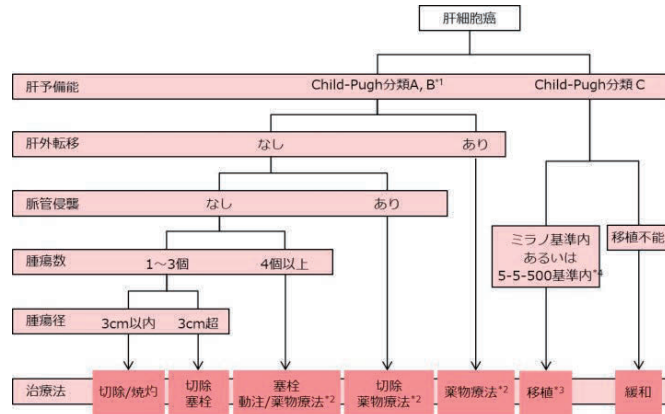 肝細胞癌
肝予備能 Child-Pugh分類A, B*1 Child-Pugh分類 C
肝外転移 なし あり
脈管侵襲 なし あり
腫瘍数 1～3個 4個以上
ミラノ基準内
あるいは
5-5-500基準内*4
移植不能
腫瘍径 3cm以内 3cm超
治療法
切除/焼灼
切除
塞栓
塞栓
動注/薬物療法*2
切除
薬物療法*2
薬物療法*2
移植*3
緩和